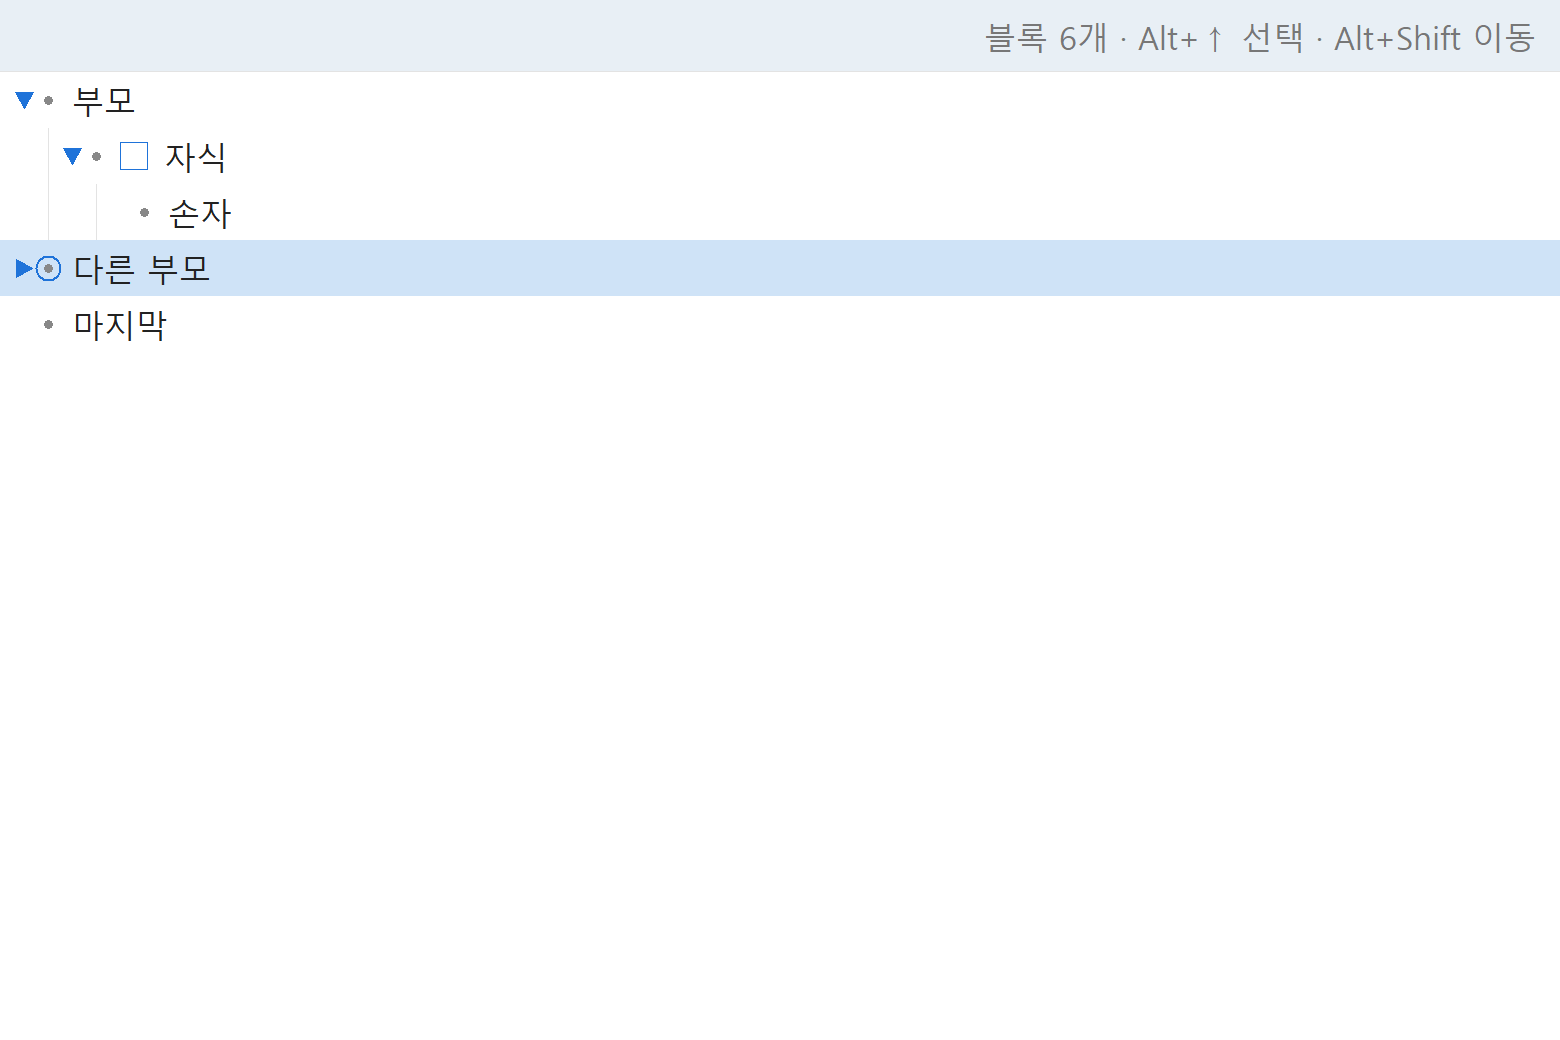 블록 6개 · Alt+↑ 선택 · Alt+Shift 이동
부모
자식
손자
다른 부모
마지막